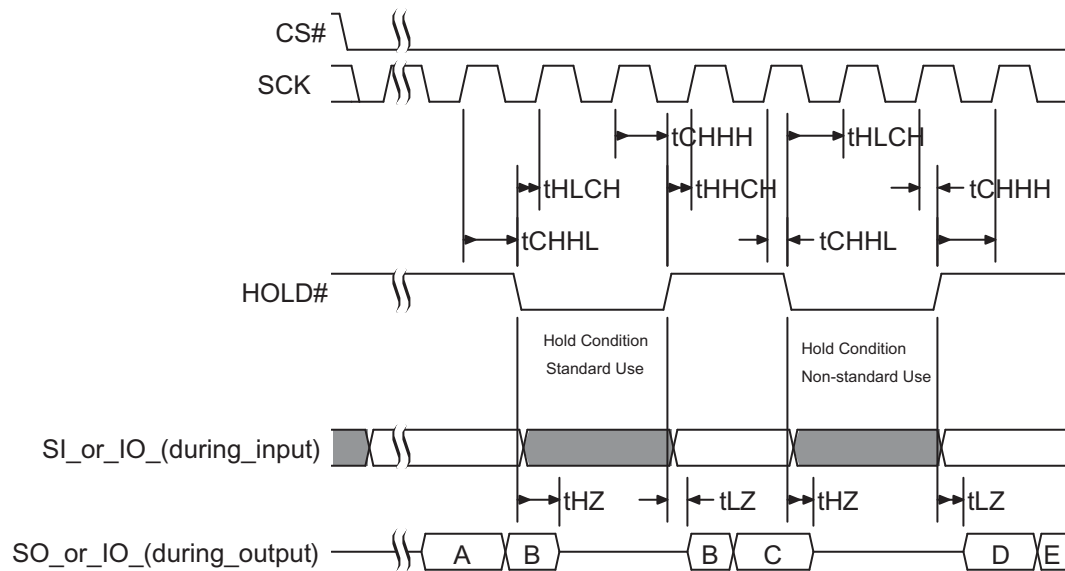 CS#
SCK
tCHHH
tHLCH
tHLCH
tHHCH
tCHHH
tCHHL
tCHHL
HOLD#
Hold Condition
Standard Use
Hold Condition
Non-standard Use
SI_or_IO_(during_input)
tHZ
tLZ
tHZ
tLZ
SO_or_IO_(during_output)
A
B
B
C
D
E